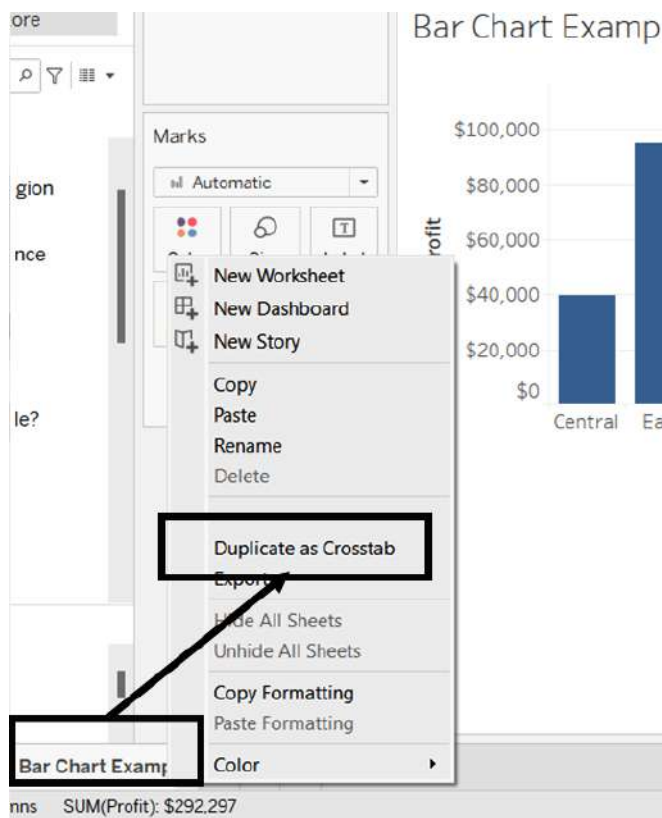 ore
Bar Chart Examp
Marks
Automatic
gion
nce
$100,000
$80,000
$60,000
$40,000
$20,000
$0
Central Ea
New Worksheet
New Dashboard
New Story
Copy
Paste
Rename
Delete
le?
Duplicate as Crosstab
Export
Hide All Sheets
Unhide All Sheets
Copy Formatting
Paste Formatting
Color
Bar Chart Examp
nns SUM(Profit): $292,297